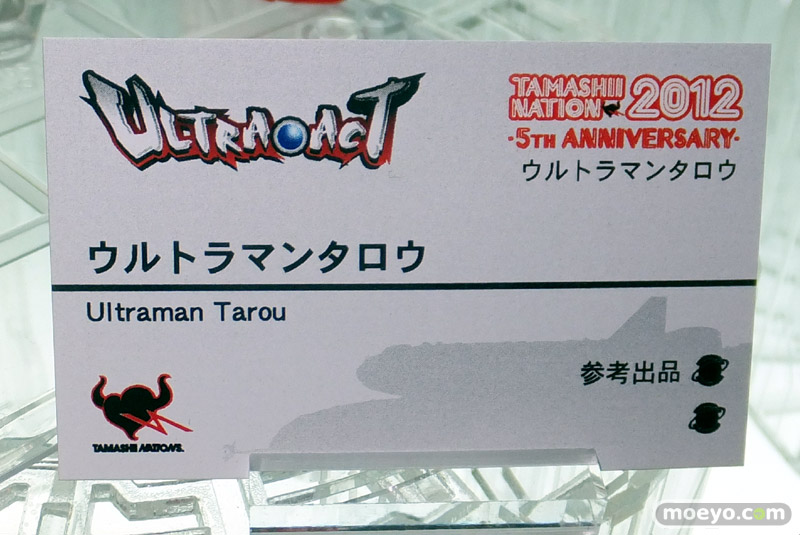 ULTRA-ACT
TAMASHII
NATION 2012
・5TH ANNIVERSARY・
ウルトラマンタロウ
ウルトラマンタロウ
Ultraman Tarou
参考出品
TAMASHII NATIONS.
moeyo.com